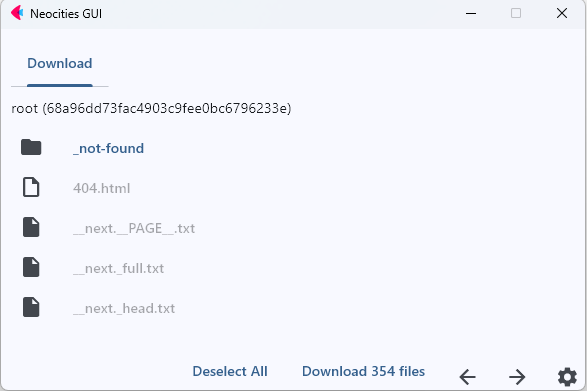 Neocities GUI
Download
root (68a96dd73fac4903c9fee0bc6796233e)
_not-found
404.html
__next.__PAGE__.txt
__next._full.txt
__next._head.txt
Deselect All
Download 354 files